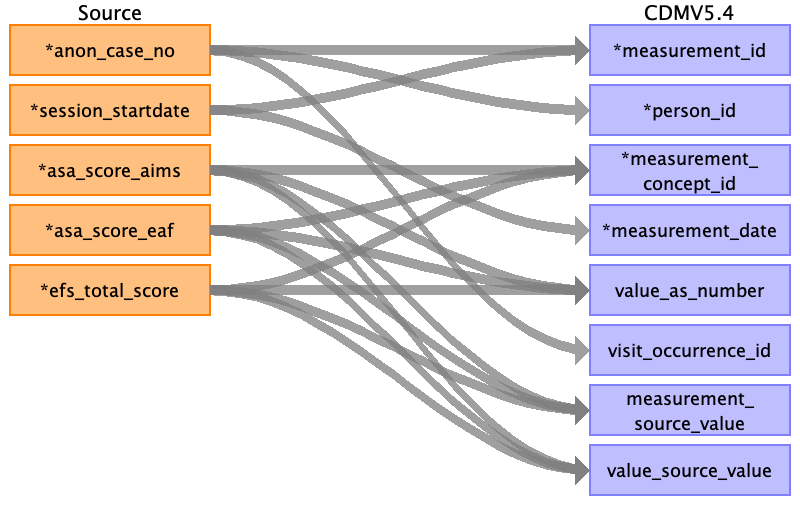 Source
CDMV5.4
*anon_case_no
*measurement_id
*session_startdate
*person_id
*asa_score_aims
*measurement_
concept_id
*asa_score_eaf
*measurement_date
*efs_total_score
value_as_number
visit_occurrence_id
measurement_
source_value
value_source_value